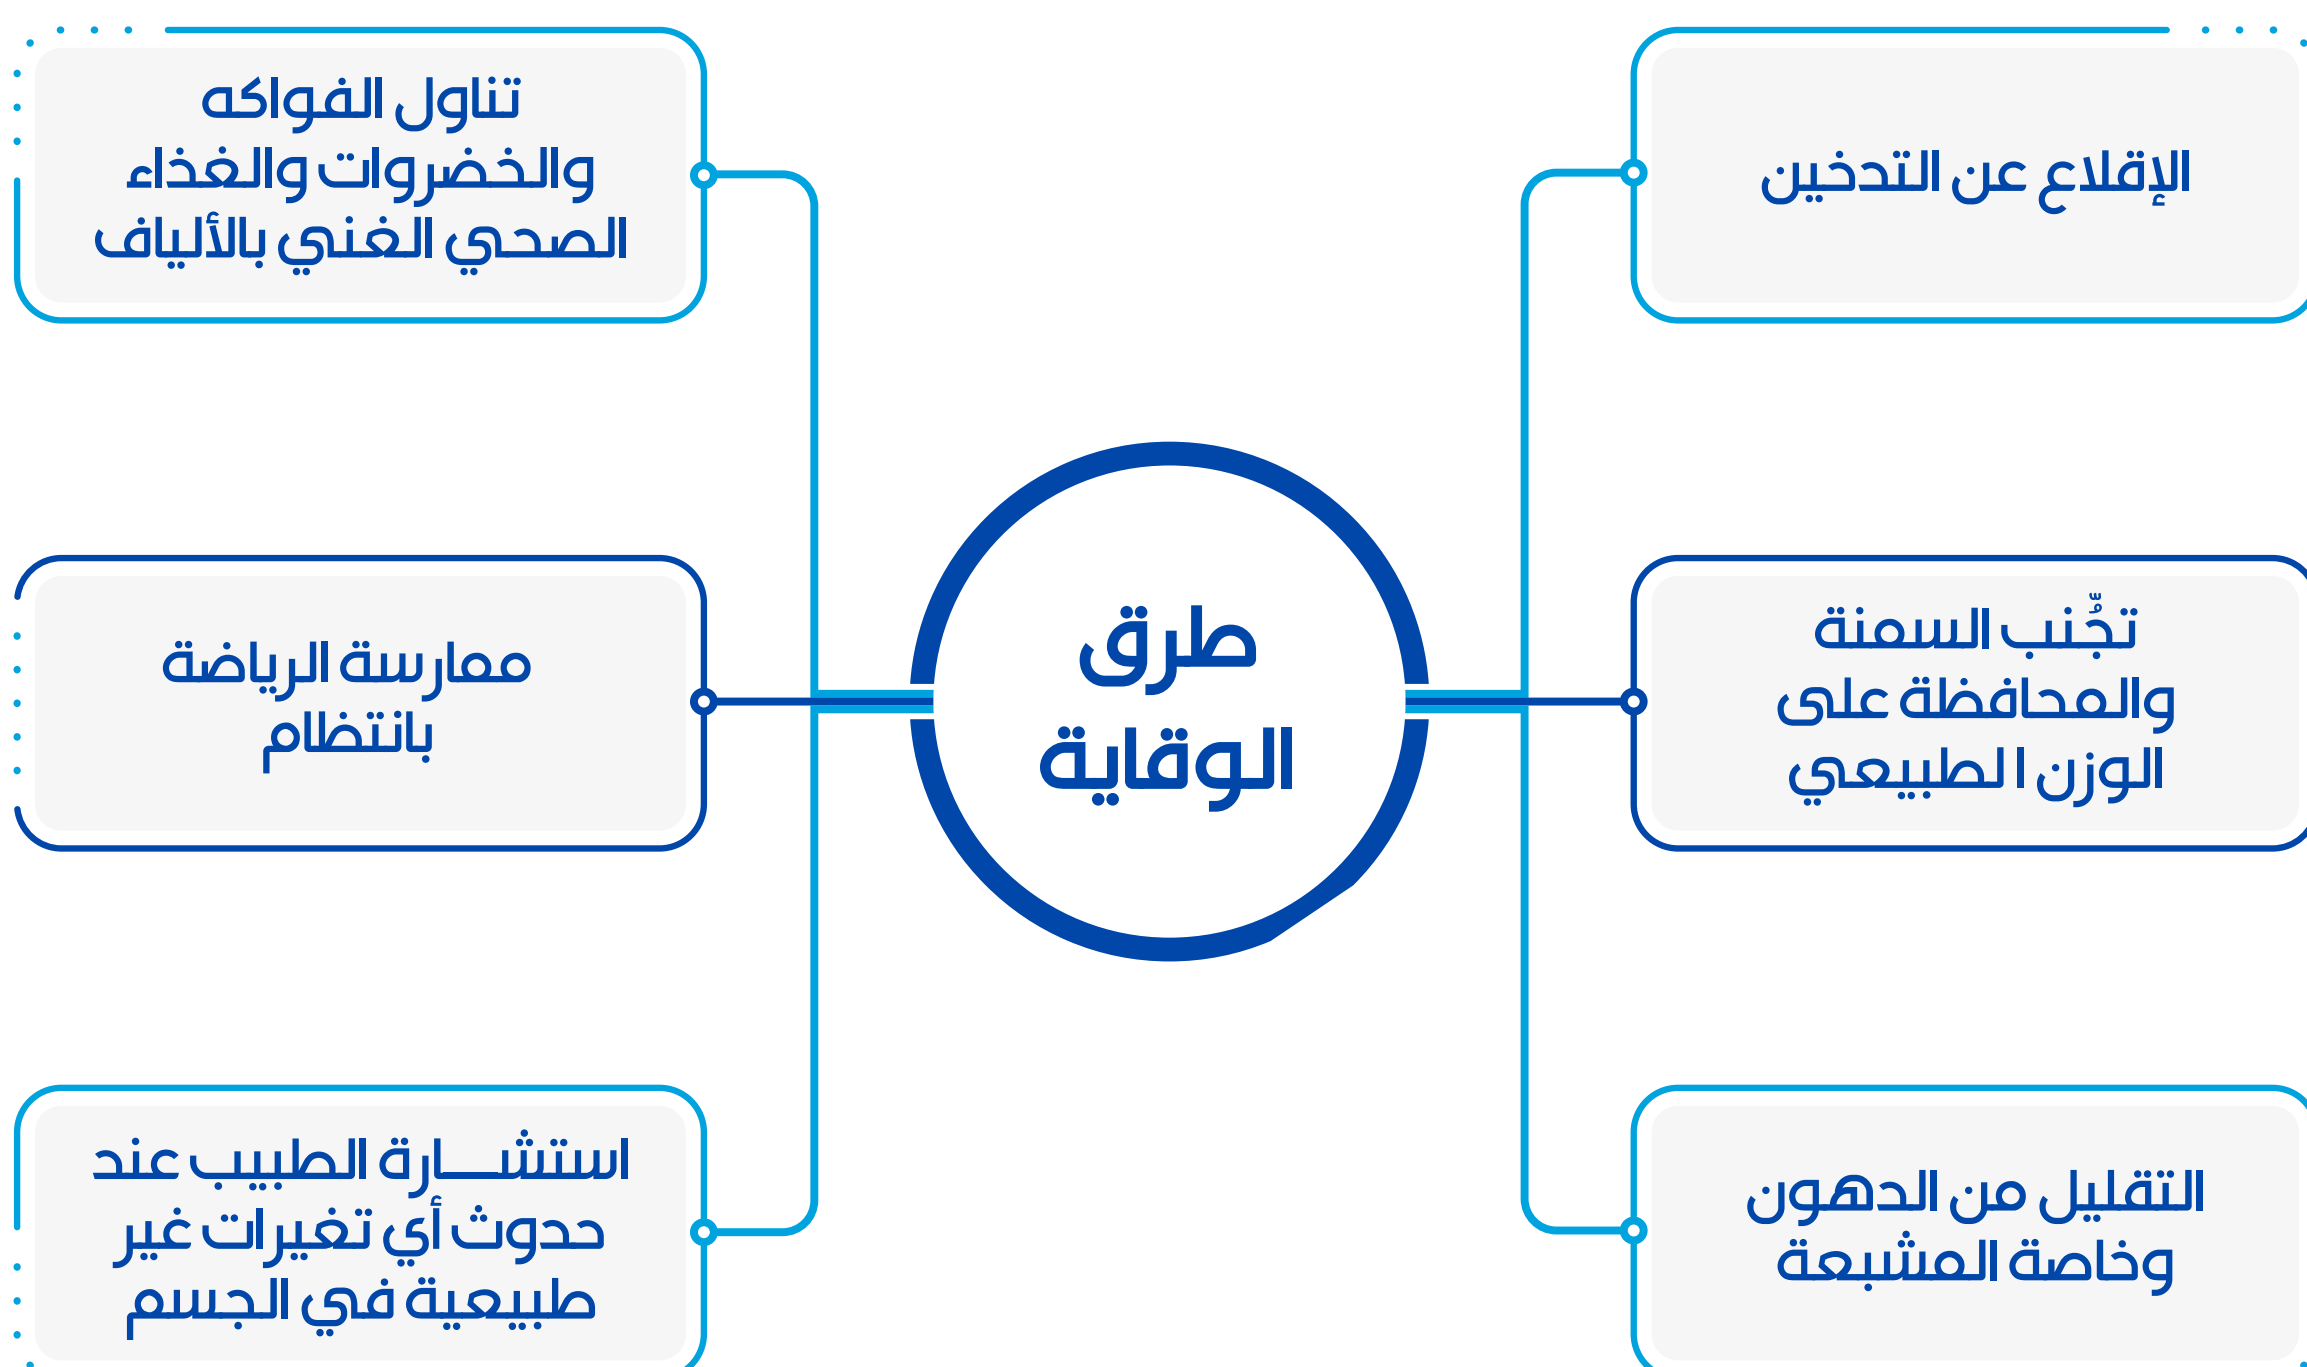 طرق
الوقاية
الإقلاع عن التدخين
تجُّنب السمنة
والمحافظة على
الوزن ا لطبيعي
التقليل من الدهون
وخاصة المشبعة
تناول الفواكه
والخضروات والغذاء
الصحي الغني بالألياف
ممارسة الرياضة
بانتظام
استشـــارة الطبيب عند
حدوث أي تغيرات غير
طبيعية في الجسم